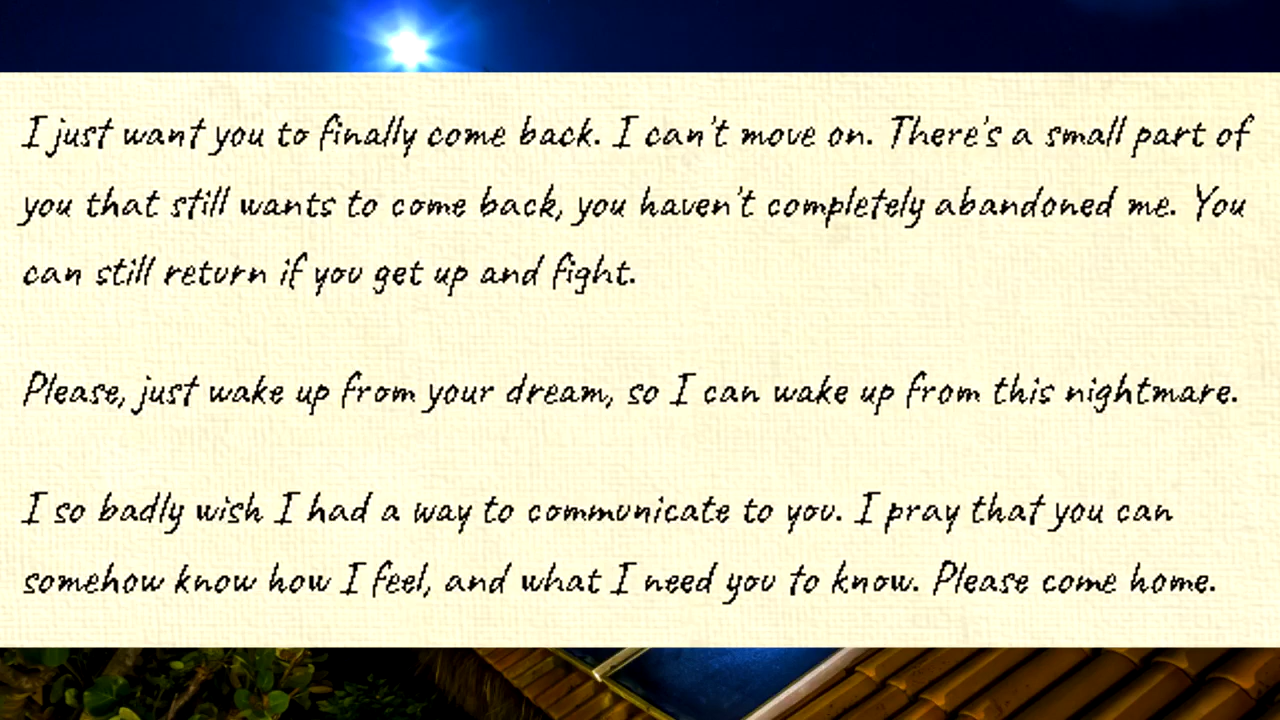 I just want you to finally come back. I can't move on. There's a small part of
you that still wants to come back, you haven't completely abandoned me. You
can still return if you get up and fight.
Please, just wake up from your dream, so I can wake up from this nightmare.
I so badly wish I had a way to communicate to you. I pray that you can
somehow know how I feel, and what I need you to know. Please come home.